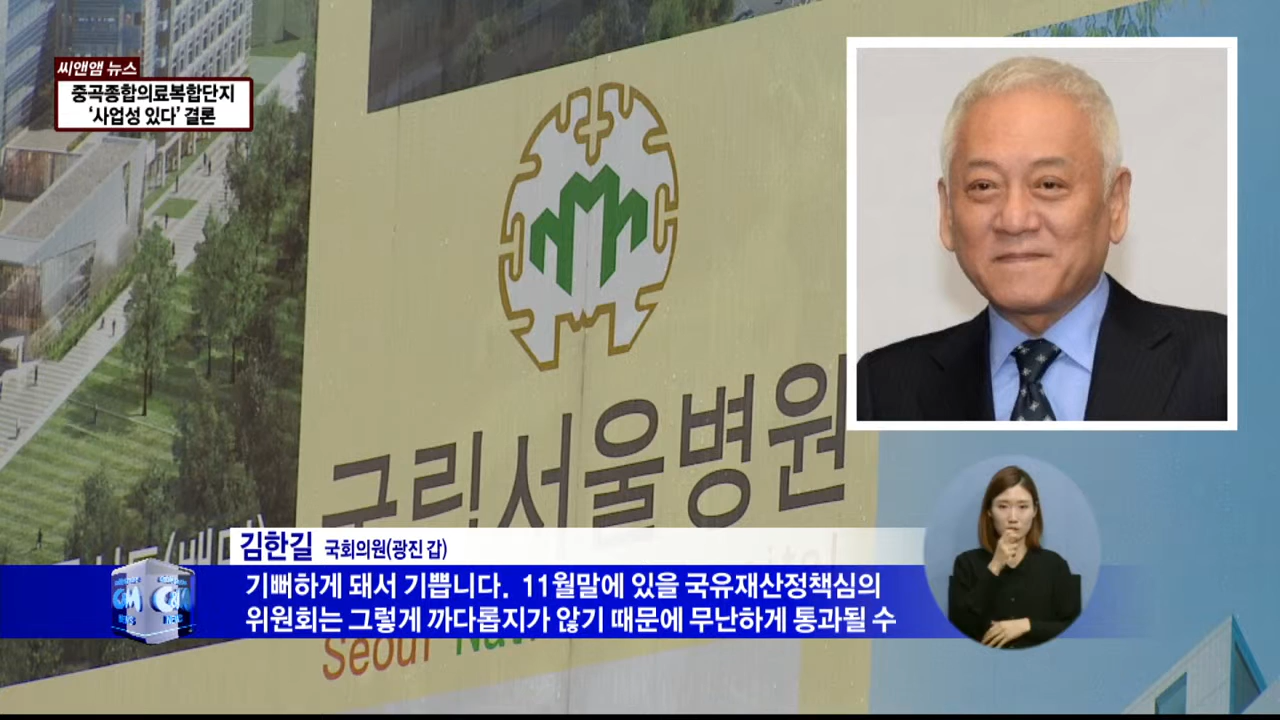 씨앤앰 뉴스
중곡종합의료복합단지
‘사업성 있다’ 결론
국립서울병원
Seoul
김한길 국회의원(광진 갑)
기뻐하게 돼서 기쁩니다. 11월말에 있을 국유재산정책심의
위원회는 그렇게 까다롭지가 않기 때문에 무난하게 통과될 수